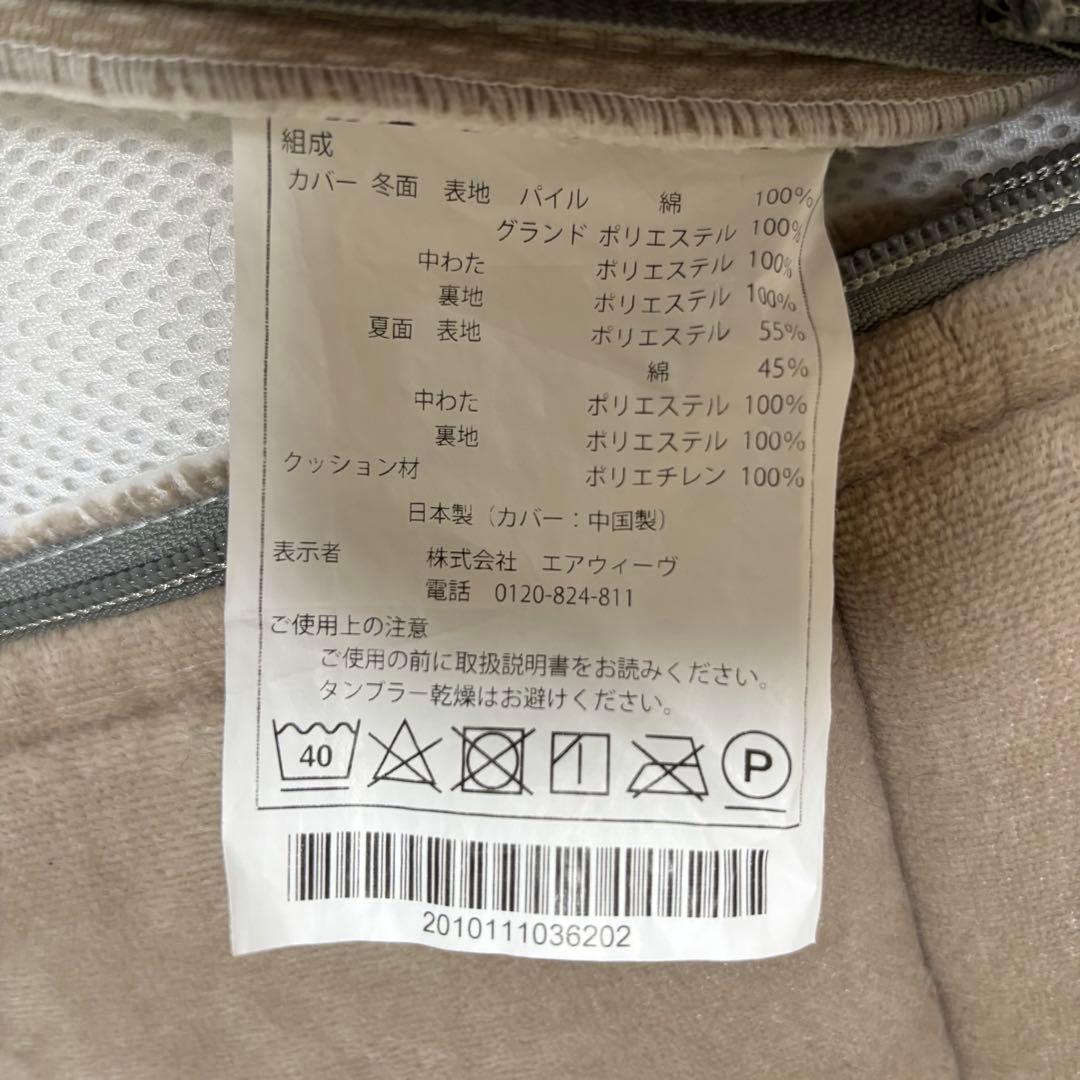 組成
カバー 冬面 表地 パイル 綿 100%
グランド ポリエステル 100%
中わた ポリエステル 100%
裏地 ポリエステル 100%
夏面 表地 ポリエステル 55%
綿 45%
中わた ポリエステル 100%
裏地 ポリエステル 100%
クッション材 ポリエチレン 100%
日本製(カバー:中国製)
表示者 株式会社 エアウィーヴ
電話 0120-824-811
ご使用上の注意
ご使用の前に取扱説明書をお読みください。
タンブラー乾燥はお避けください。
40 P
2010111036202